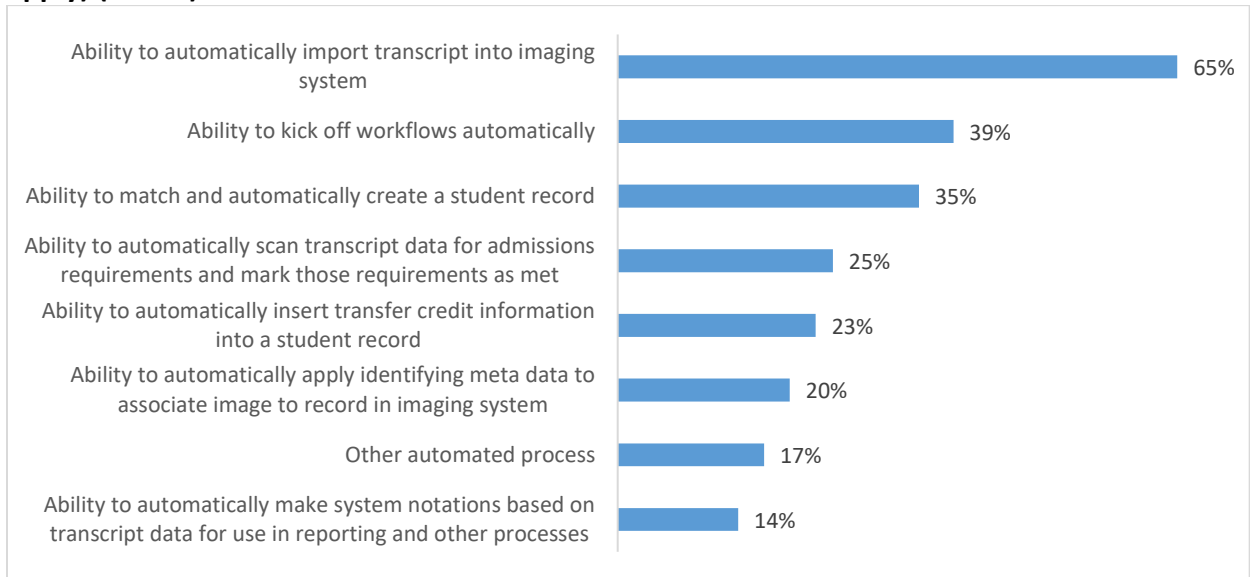 Ability to automatically import transcript into imaging
system
65%
Ability to kick off workflows automatically
39%
Ability to match and automatically create a student record
35%
Ability to automatically scan transcript data for admissions
requirements and mark those requirements as met
25%
Ability to automatically insert transfer credit information
into a student record
23%
Ability to automatically apply identifying meta data to
associate image to record in imaging system
20%
Other automated process
17%
Ability to automatically make system notations based on
transcript data for use in reporting and other processes
14%